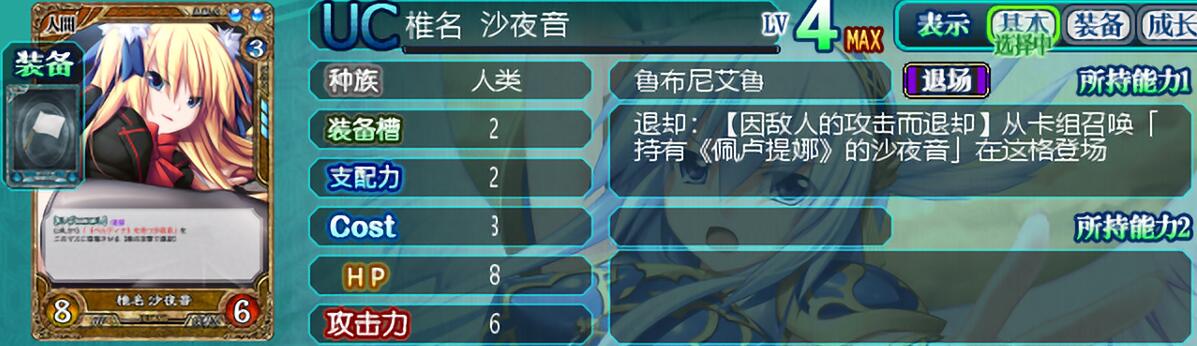 人間
3
装备
椎名 沙夜音
8
6
UC 椎名 沙夜音 LV 4 MAX
表示 基本 装备 成长
选择中
种族 人类
装备槽 2
支配力 2
Cost 3
HP 8
攻击力 6
鲁布尼艾鲁 退场 所持能力1
退却：【因敌人的攻击而退却】从卡组召唤「
持有《佩卢提娜》的沙夜音」在这格登场
所持能力2